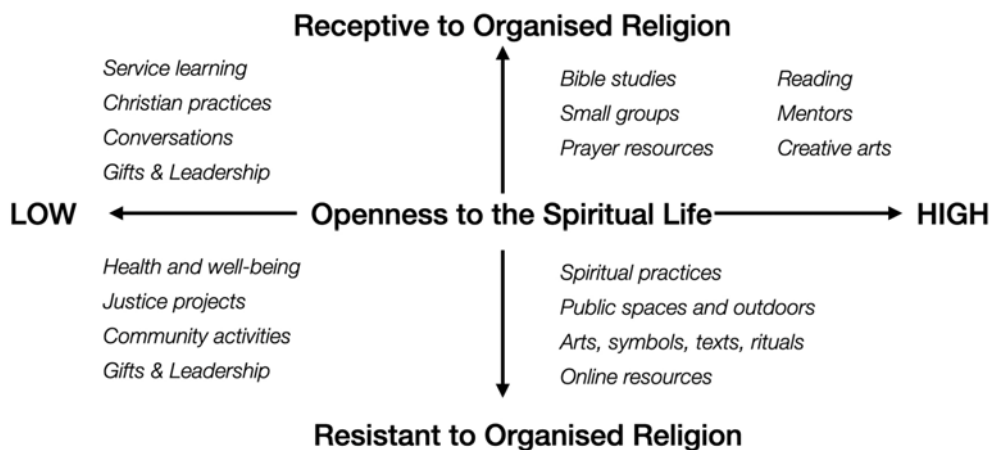 Receptive to Organised Religion
Service learning
Christian practices
Conversations
Gifts & Leadership
Bible studies
Small groups
Prayer resources
Reading
Mentors
Creative arts
LOW
Openness to the Spiritual Life
HIGH
Health and well-being
Justice projects
Community activities
Gifts & Leadership
Spiritual practices
Public spaces and outdoors
Arts, symbols, texts, rituals
Online resources
Resistant to Organised Religion